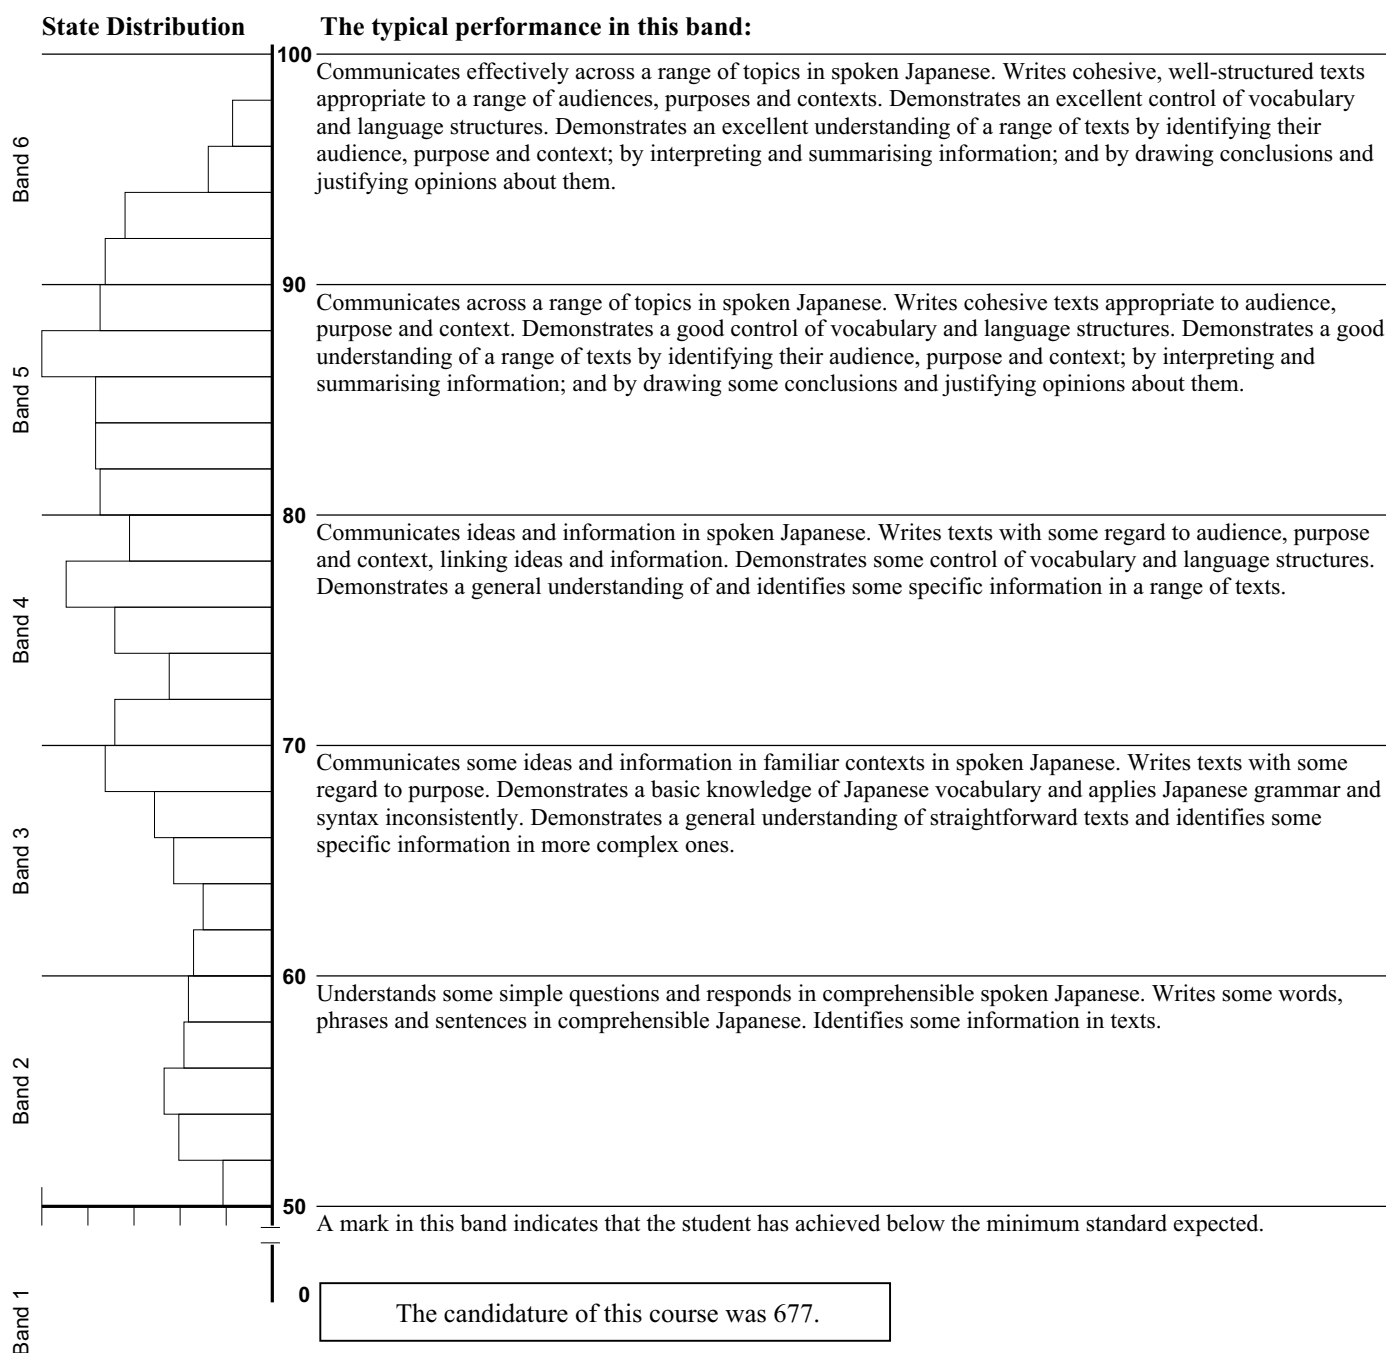 State Distribution
The typical performance in this band:
100
Communicates effectively across a range of topics in spoken Japanese. Writes cohesive, well-structured texts
appropriate to a range of audiences, purposes and contexts. Demonstrates an excellent control of vocabulary
and language structures. Demonstrates an excellent understanding of a range of texts by identifying their
audience, purpose and context; by interpreting and summarising information; and by drawing conclusions and
justifying opinions about them.
Band 6
90
Communicates across a range of topics in spoken Japanese. Writes cohesive texts appropriate to audience,
purpose and context. Demonstrates a good control of vocabulary and language structures. Demonstrates a good
understanding of a range of texts by identifying their audience, purpose and context; by interpreting and
summarising information; and by drawing some conclusions and justifying opinions about them.
Band 5
80
Communicates ideas and information in spoken Japanese. Writes texts with some regard to audience, purpose
and context, linking ideas and information. Demonstrates some control of vocabulary and language structures.
Demonstrates a general understanding of and identifies some specific information in a range of texts.
Band 4
70
Communicates some ideas and information in familiar contexts in spoken Japanese. Writes texts with some
regard to purpose. Demonstrates a basic knowledge of Japanese vocabulary and applies Japanese grammar and
syntax inconsistently. Demonstrates a general understanding of straightforward texts and identifies some
specific information in more complex ones.
Band 3
60
Understands some simple questions and responds in comprehensible spoken Japanese. Writes some words,
phrases and sentences in comprehensible Japanese. Identifies some information in texts.
Band 2
50
A mark in this band indicates that the student has achieved below the minimum standard expected.
0
The candidature of this course was 677.
Band 1